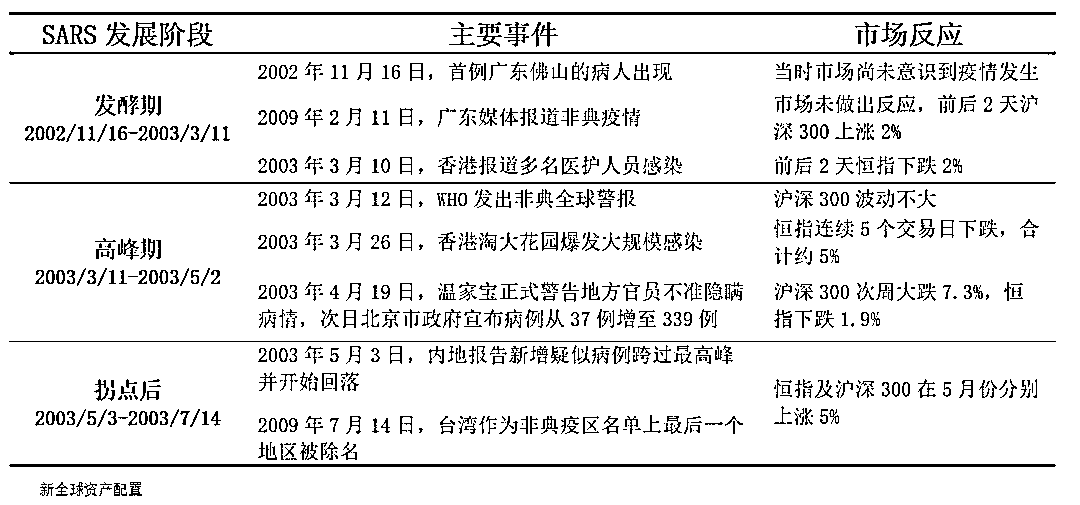 SARS 发展阶段 主要事件 市场反应
2002 年 11 月 16 日，首例广东佛山的病人出现 当时市场尚未意识到疫情发生
发酵期
2002/11/16-2003/3/11
2009 年 2 月 11 日，广东媒体报道非典疫情
市场未做出反应，前后 2 天沪
深 300 上涨 2%
2003 年 3 月 10 日，香港报道多名医护人员感染 前后 2 天恒指下跌 2%
高峰期
2003/3/11-2003/5/2
2003 年 3 月 12 日，WHO 发出非典全球警报 沪深 300 波动不大
2003 年 3 月 26 日，香港淘大花园爆发大规模感染
恒指连续 5 个交易日下跌，合
计约 5%
2003 年 4 月 19 日，温家宝正式警告地方官员不准隐瞒
病情，次日北京市政府宣布病例从 37 例增至 339 例
沪深 300 次周大跌 7.3%，恒
指下跌 1.9%
拐点后
2003/5/3-2003/7/14
2003 年 5 月 3 日，内地报告新增疑似病例跨过最高峰
并开始回落
2009 年 7 月 14 日，台湾作为非典疫区名单上最后一个
地区被除名
恒指及沪深 300 在 5 月份分别
上涨 5%
新全球资产配置